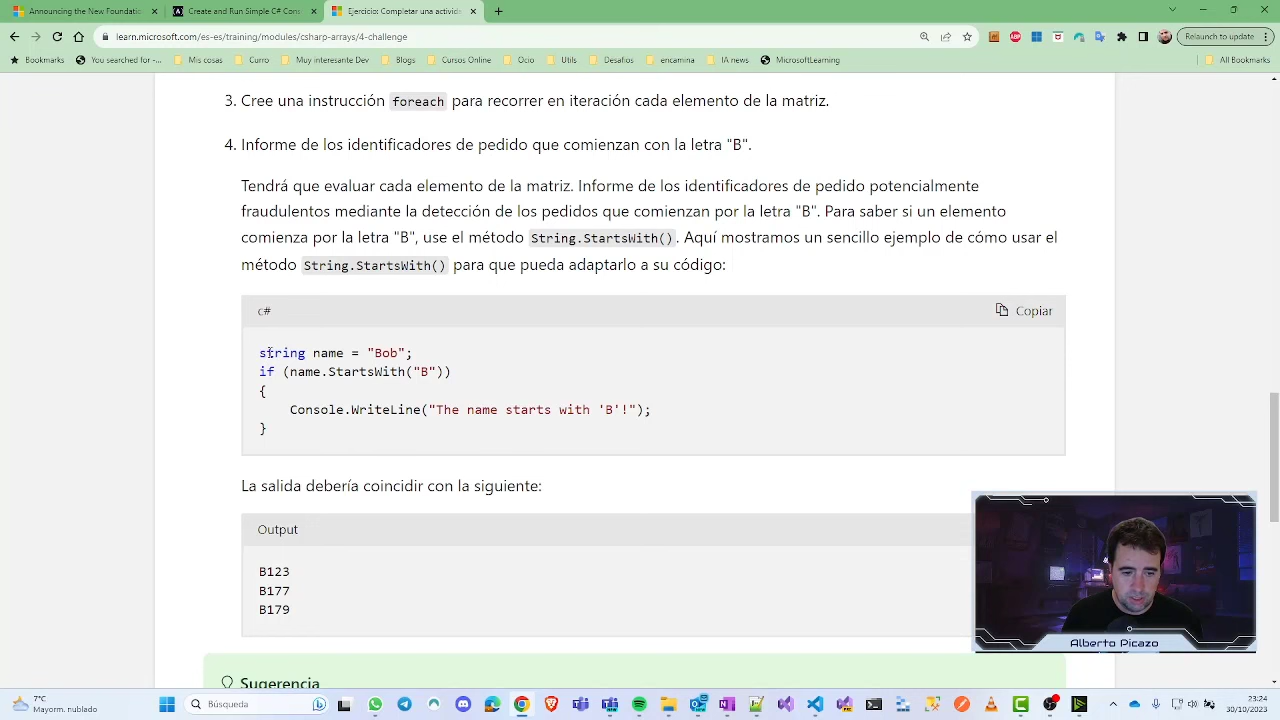 Announcing the New Foundatio
Create and Run Simple C# Cons
Ejercicio: Completar una activid
learn.microsoft.com/es-es/training/modules/csharp-arrays/4-challenge
Relaunch to update
Bookmarks
You searched for -...
Mis cosas
Curro
Muy interesante Dev
Blogs
Cursos Online
Ocio
Utils
Desafios
encamina
IA news
MicrosoftLearning
All Bookmarks
3. Cree una instrucción foreach para recorrer en iteración cada elemento de la matriz.
4. Informe de los identificadores de pedido que comienzan con la letra "B".
Tendrá que evaluar cada elemento de la matriz. Informe de los identificadores de pedido potencialmente
fraudulentos mediante la detección de los pedidos que comienzan por la letra "B". Para saber si un elemento
comienza por la letra "B", use el método String.StartsWith(). Aquí mostramos un sencillo ejemplo de cómo usar el
método String.StartsWith() para que pueda adaptarlo a su código:
c#
Copiar
string name = "Bob";
if (name.StartsWith("B"))
{
Console.WriteLine("The name starts with 'B'!");
}
La salida debería coincidir con la siguiente:
Output
B123
B177
B179
Sugerencia
Alberto Picazo
7°C
Mayorm. nublado
Búsqueda
23:24
30/10/2023